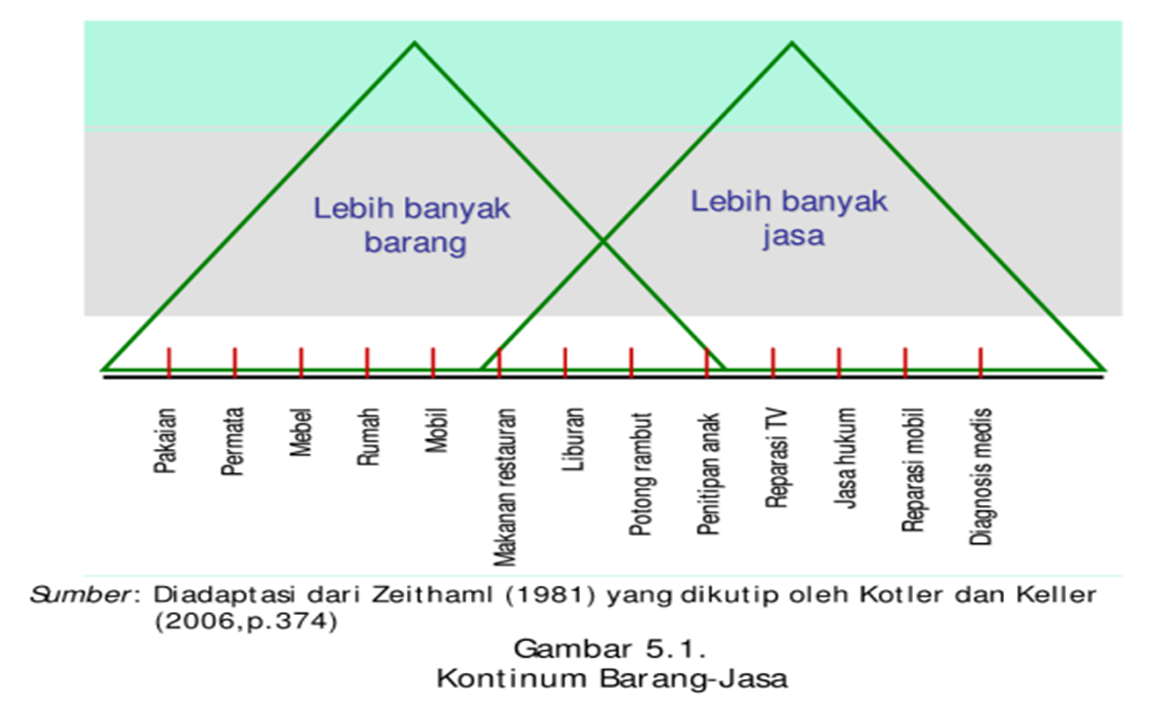 Lebih banyak
barang
Lebih banyak
jasa
Pakaian
Permata
Mebel
Rumah
Mobil
Makanan restauran
Liburan
Potong rambut
Penitipan anak
Reparasi TV
Jasa hukum
Reparasi mobil
Diagnosis medis
Sumber: Diadaptasi dari Zeithaml (1981) yang dikutip oleh Kotler dan Keller
(2006,p.374)
Gambar 5.1.
Kontinum Barang-Jasa